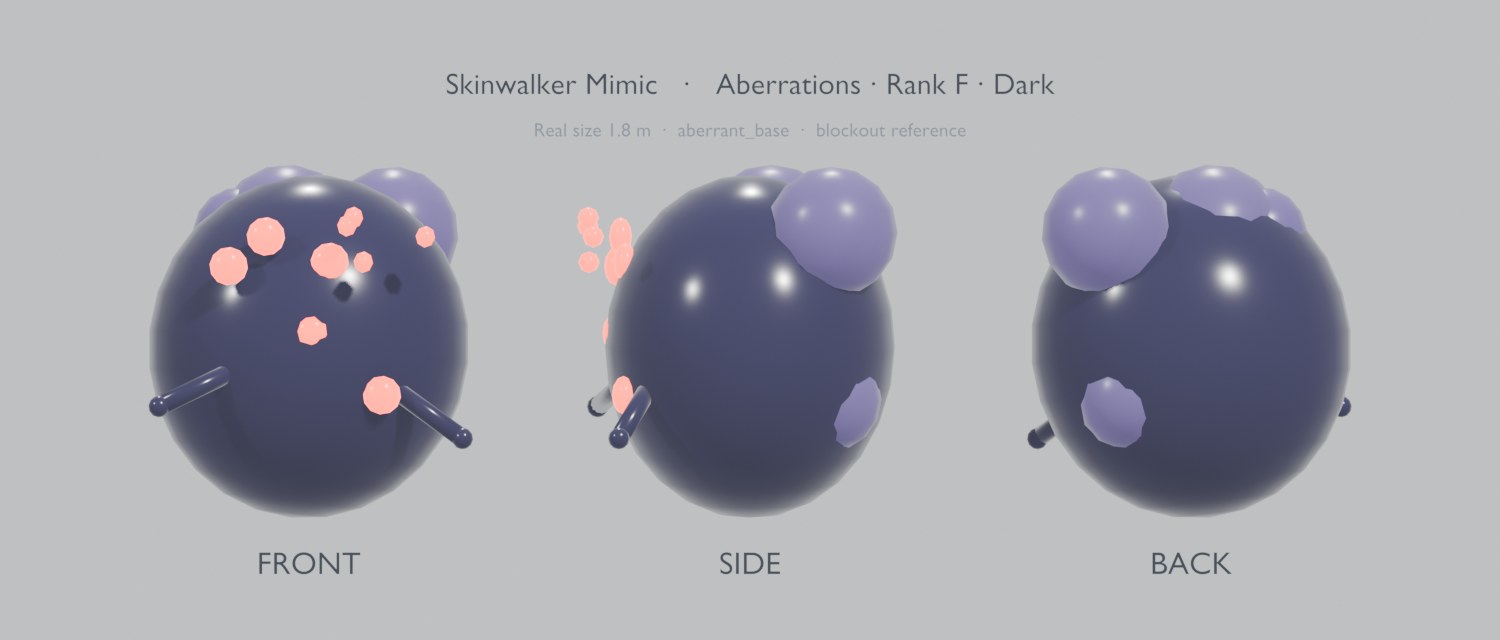 Skinwalker Mimic · Aberrations · Rank F · Dark
Real size 1.8 m · aberrant_base · blockout reference
FRONT SIDE BACK